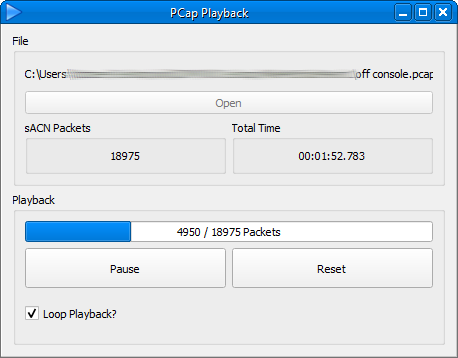 PCap Playback
File
C:\Users \off console.pcap
Open
sACN Packets Total Time
18975 00:01:52.783
Playback
4950 / 18975 Packets
Pause Reset
Loop Playback?